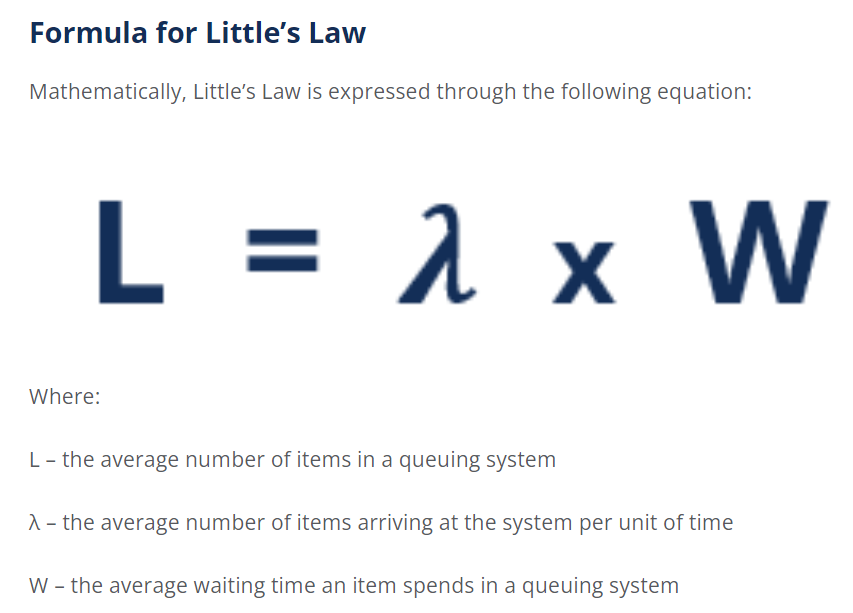 Formula for Little’s Law
Mathematically, Little’s Law is expressed through the following equation:
L = λ x W
Where:
L – the average number of items in a queuing system
λ – the average number of items arriving at the system per unit of time
W – the average waiting time an item spends in a queuing system